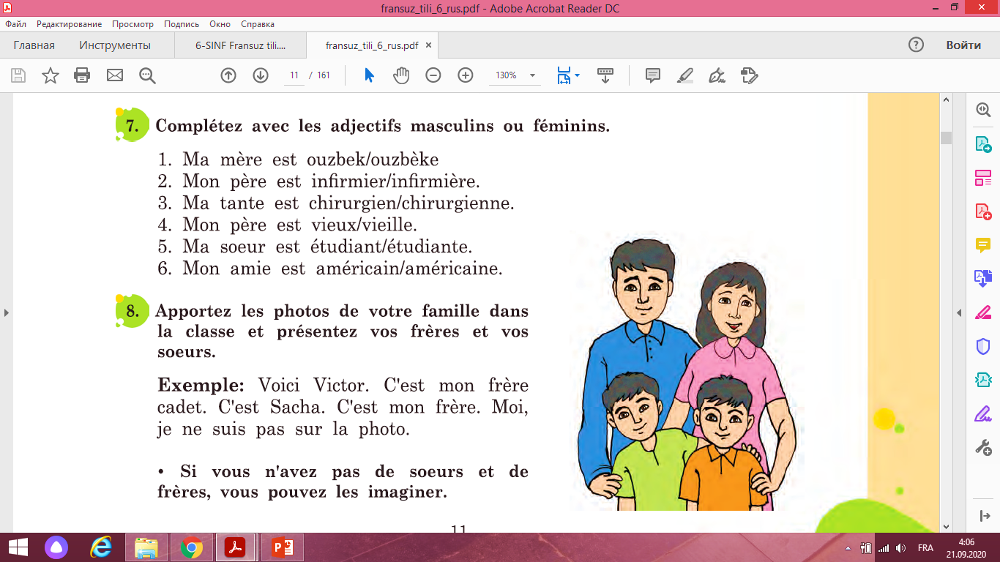 fransuz_tili_6_rus.pdf - Adobe Acrobat Reader DC
Файл Редактирование Просмотр Подпись Окно Справка
Главная Инструменты 6-SINF Fransuz tili.... fransuz_tili_6_rus.pdf × Войти
11 / 161 130%
7. Complétez avec les adjectifs masculins ou féminins.
1. Ma mère est ouzbek/ouzbèke
2. Mon père est infirmier/infirmière.
3. Ma tante est chirurgien/chirurgienne.
4. Mon père est vieux/vieille.
5. Ma soeur est étudiant/étudiante.
6. Mon amie est américain/américaine.
8. Apportez les photos de votre famille dans
la classe et présentez vos frères et vos
soeurs.
Exemple: Voici Victor. C'est mon frère
cadet. C'est Sacha. C'est mon frère. Moi,
je ne suis pas sur la photo.
• Si vous n'avez pas de soeurs et de
frères, vous pouvez les imaginer.
11
FRA
4:06
21.09.2020